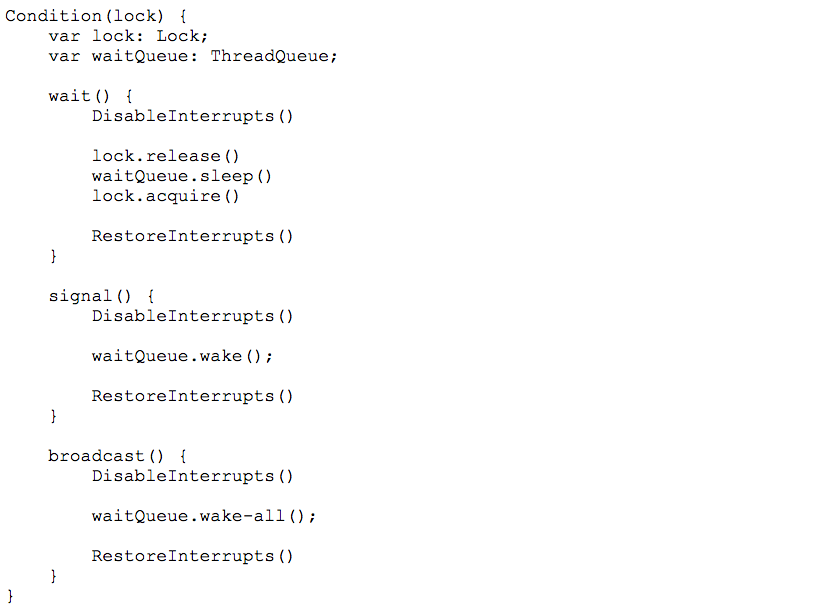 Condition(lock) {
    var lock: Lock;
    var waitQueue: ThreadQueue;

    wait() {
        DisableInterrupts()

        lock.release()
        waitQueue.sleep()
        lock.acquire()

        RestoreInterrupts()
    }

    signal() {
        DisableInterrupts()

        waitQueue.wake();

        RestoreInterrupts()
    }

    broadcast() {
        DisableInterrupts()

        waitQueue.wake-all();

        RestoreInterrupts()
    }
}